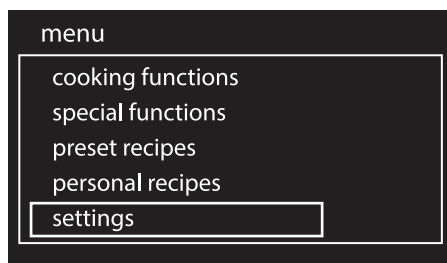 menu
cooking functions
special functions
preset recipes
personal recipes
settings